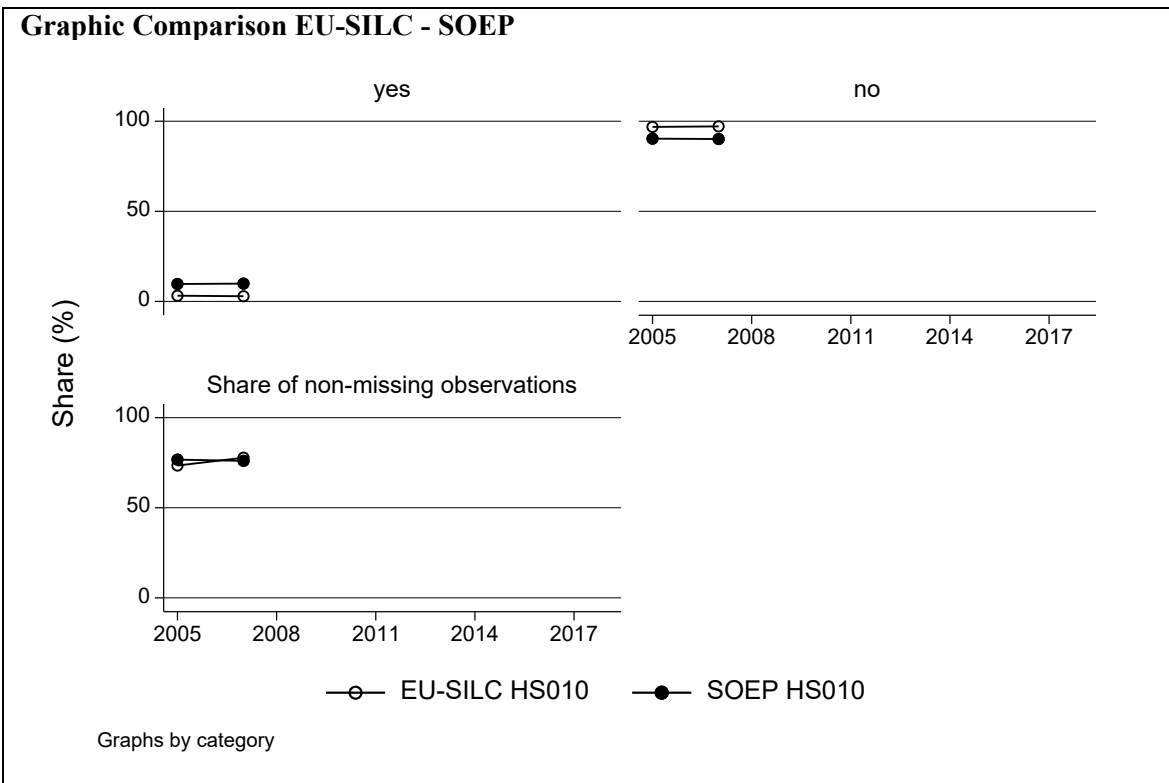 Graphic Comparison EU-SILC - SOEP
yes
no
100
50
0
2005 2008 2011 2014 2017
Share (%)
Share of non-missing observations
100
50
0
2005 2008 2011 2014 2017
EU-SILC HS010 SOEP HS010
Graphs by category